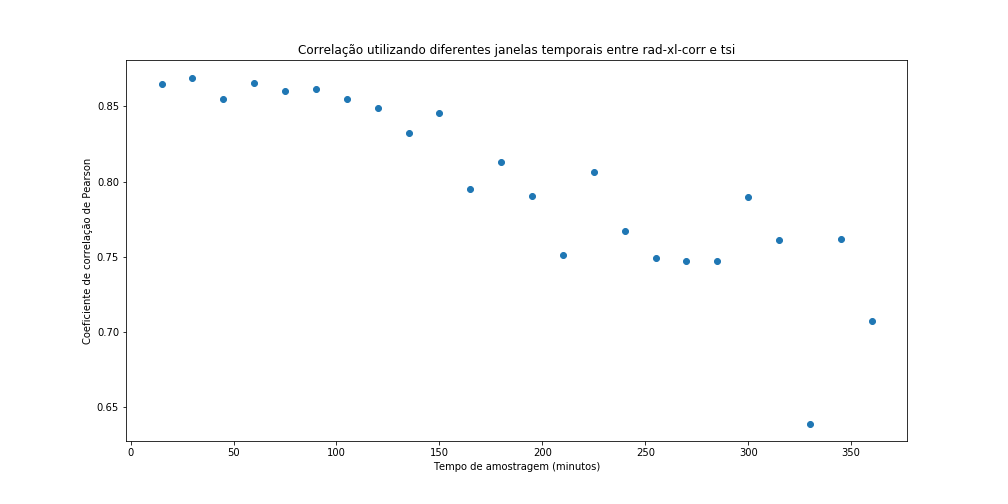 Correlação utilizando diferentes janelas temporais entre rad-xl-corr e tsi
Coeficiente de correlação de Pearson
0.85
0.80
0.75
0.70
0.65
0 50 100 150 200 250 300 350
Tempo de amostragem (minutos)